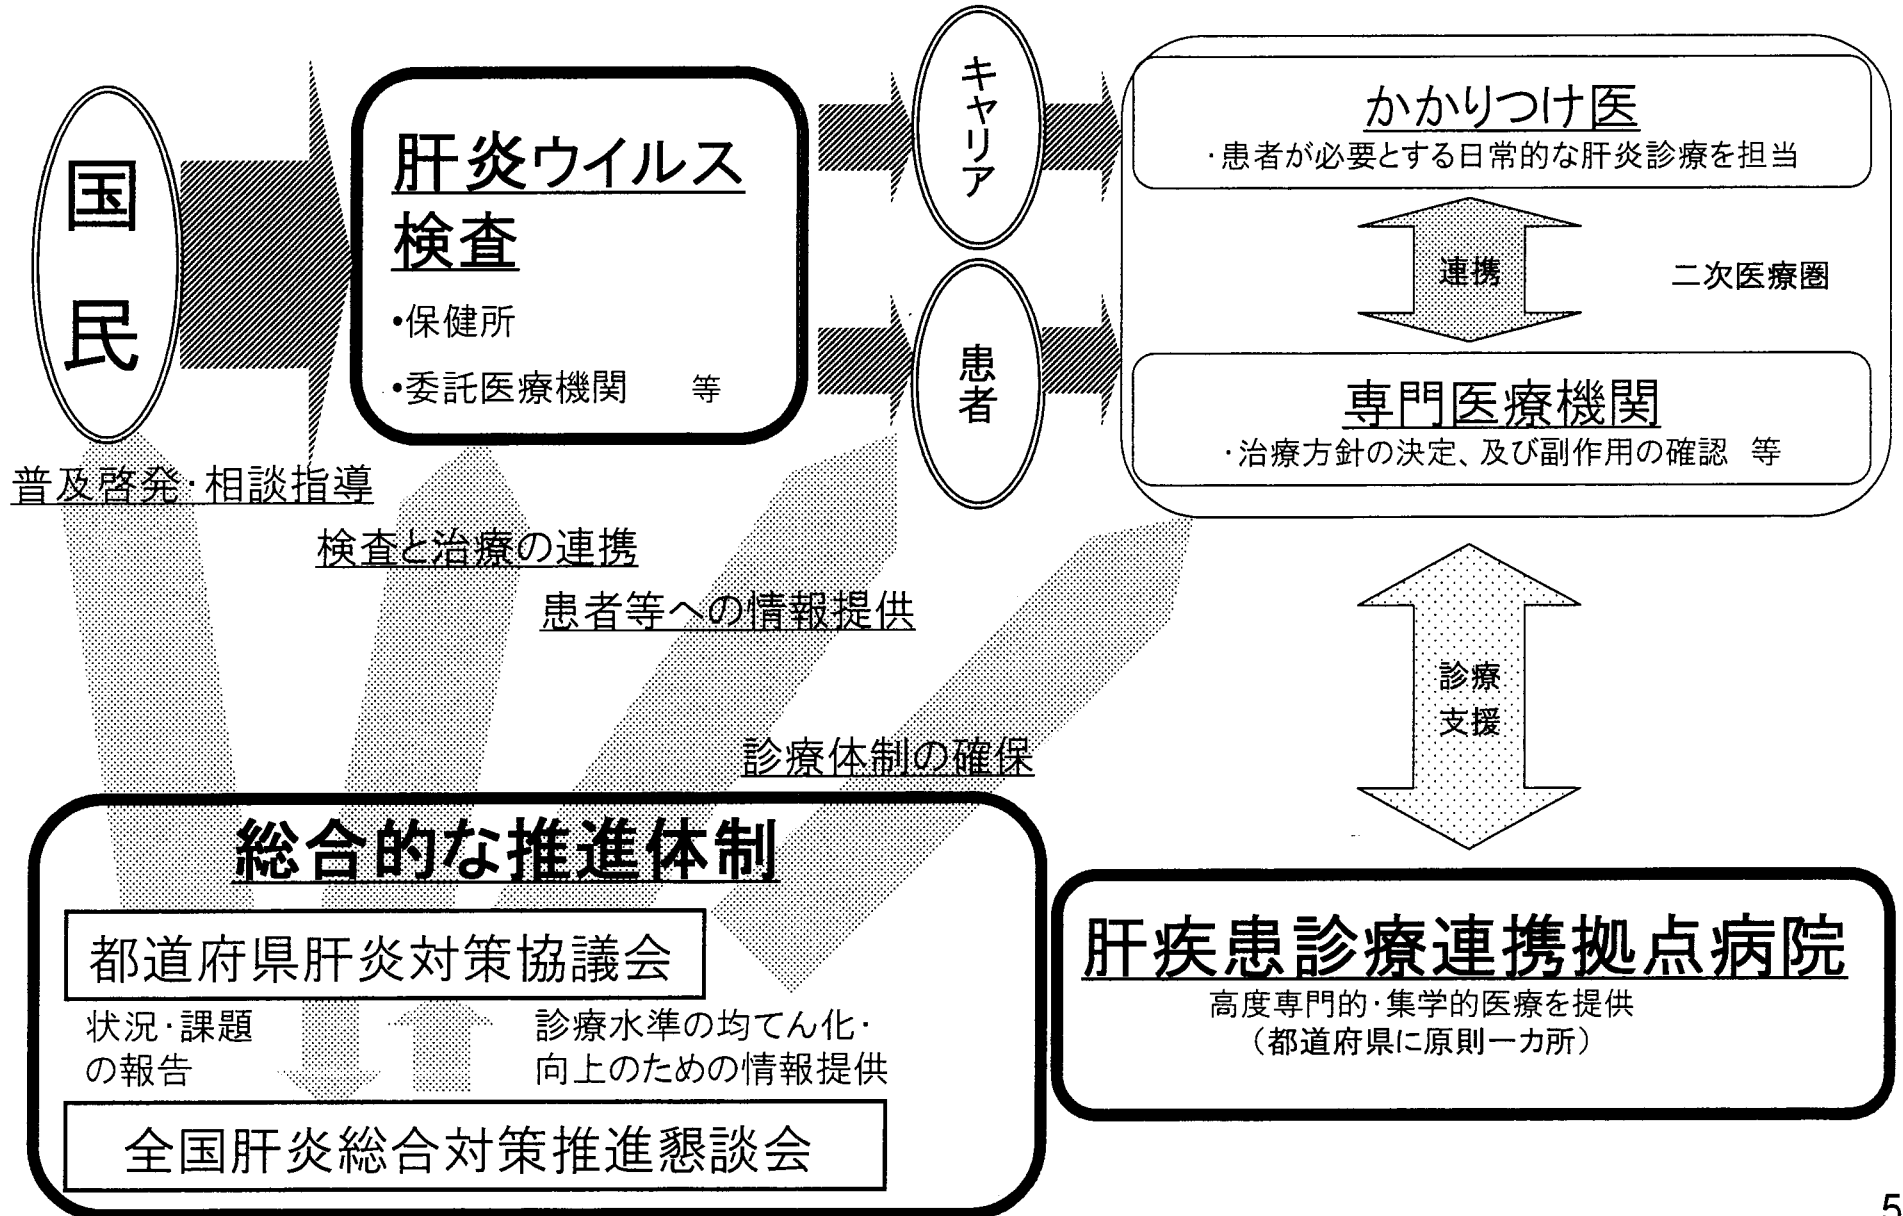 国
民
肝炎ウイルス
検査
・保健所
・委託医療機関　等
キャリア
患者
かかりつけ医
・患者が必要とする日常的な肝炎診療を担当
連携
二次医療圏
専門医療機関
・治療方針の決定、及び副作用の確認 等
普及啓発・相談指導
検査と治療の連携
患者等への情報提供
診療体制の確保
診療
支援
総合的な推進体制
都道府県肝炎対策協議会
状況・課題
の報告
診療水準の均てん化・
向上のための情報提供
全国肝炎総合対策推進懇談会
肝疾患診療連携拠点病院
高度専門的・集学的医療を提供
（都道府県に原則一カ所）
5